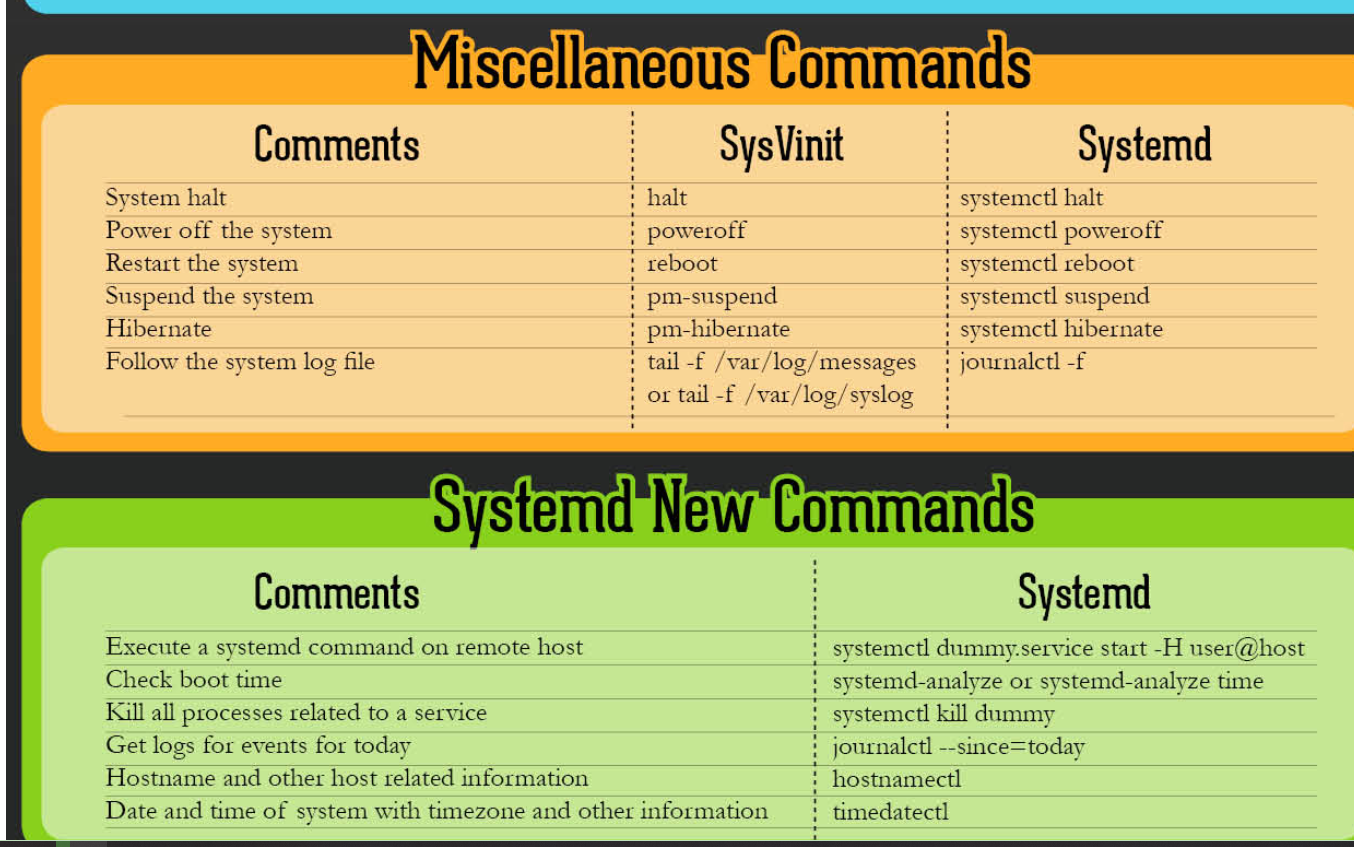 Miscellaneous Commands
Comments SysVinit Systemd
System halt halt systemctl halt
Power off the system poweroff systemctl poweroff
Restart the system reboot systemctl reboot
Suspend the system pm-suspend systemctl suspend
Hibernate pm-hibernate systemctl hibernate
Follow the system log file tail -f /var/log/messages journalctl -f
or tail -f /var/log/syslog
Systemd New Commands
Comments Systemd
Execute a systemd command on remote host systemctl dummy.service start -H user@host
Check boot time systemd-analyze or systemd-analyze time
Kill all processes related to a service systemctl kill dummy
Get logs for events for today journalctl --since=today
Hostname and other host related information hostnamectl
Date and time of system with timezone and other information timedatectl